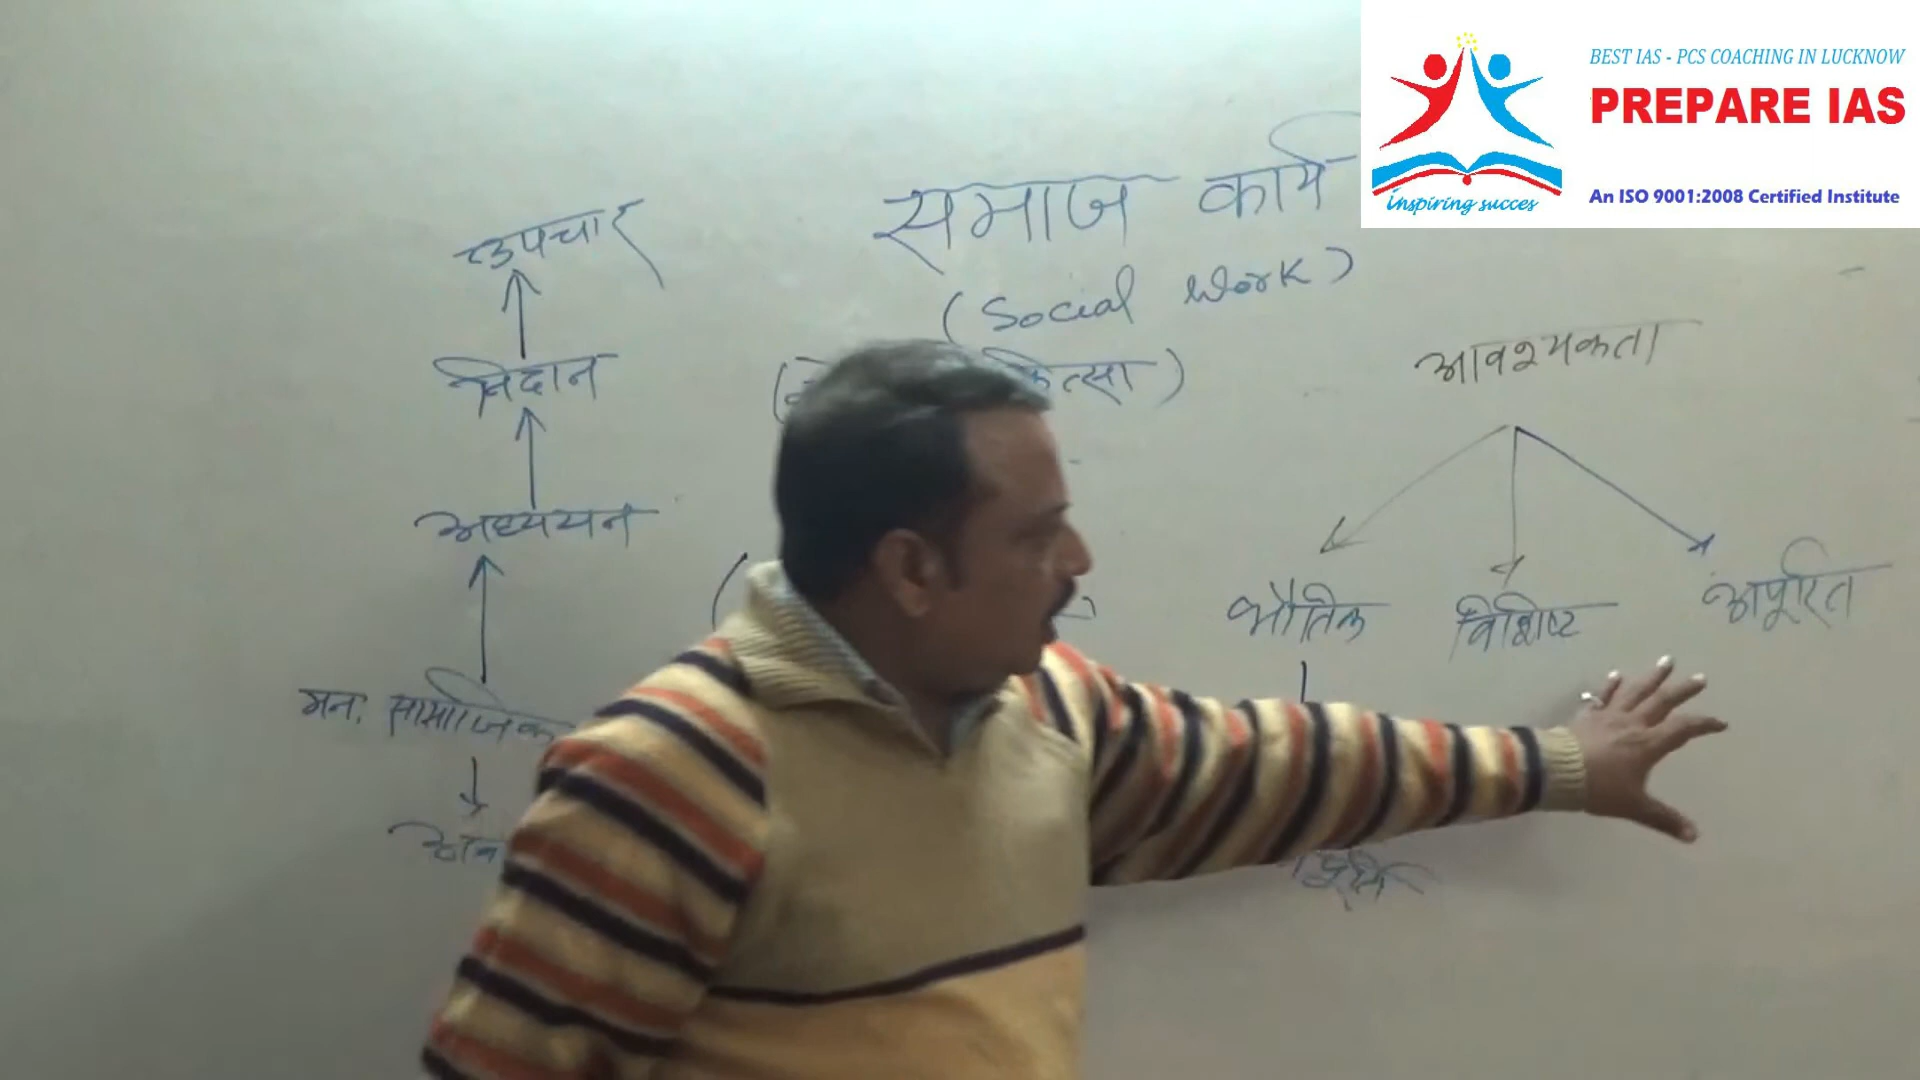 BEST IAS - PCS COACHING IN LUCKNOW
PREPARE IAS
inspiring succes
An ISO 9001:2008 Certified Institute
समाज कार्य
(Social Work)
उपचार
निदान
अध्ययन
मन. सामाजिक
आवश्यकता
भौतिक विशिष्ट अपूरित